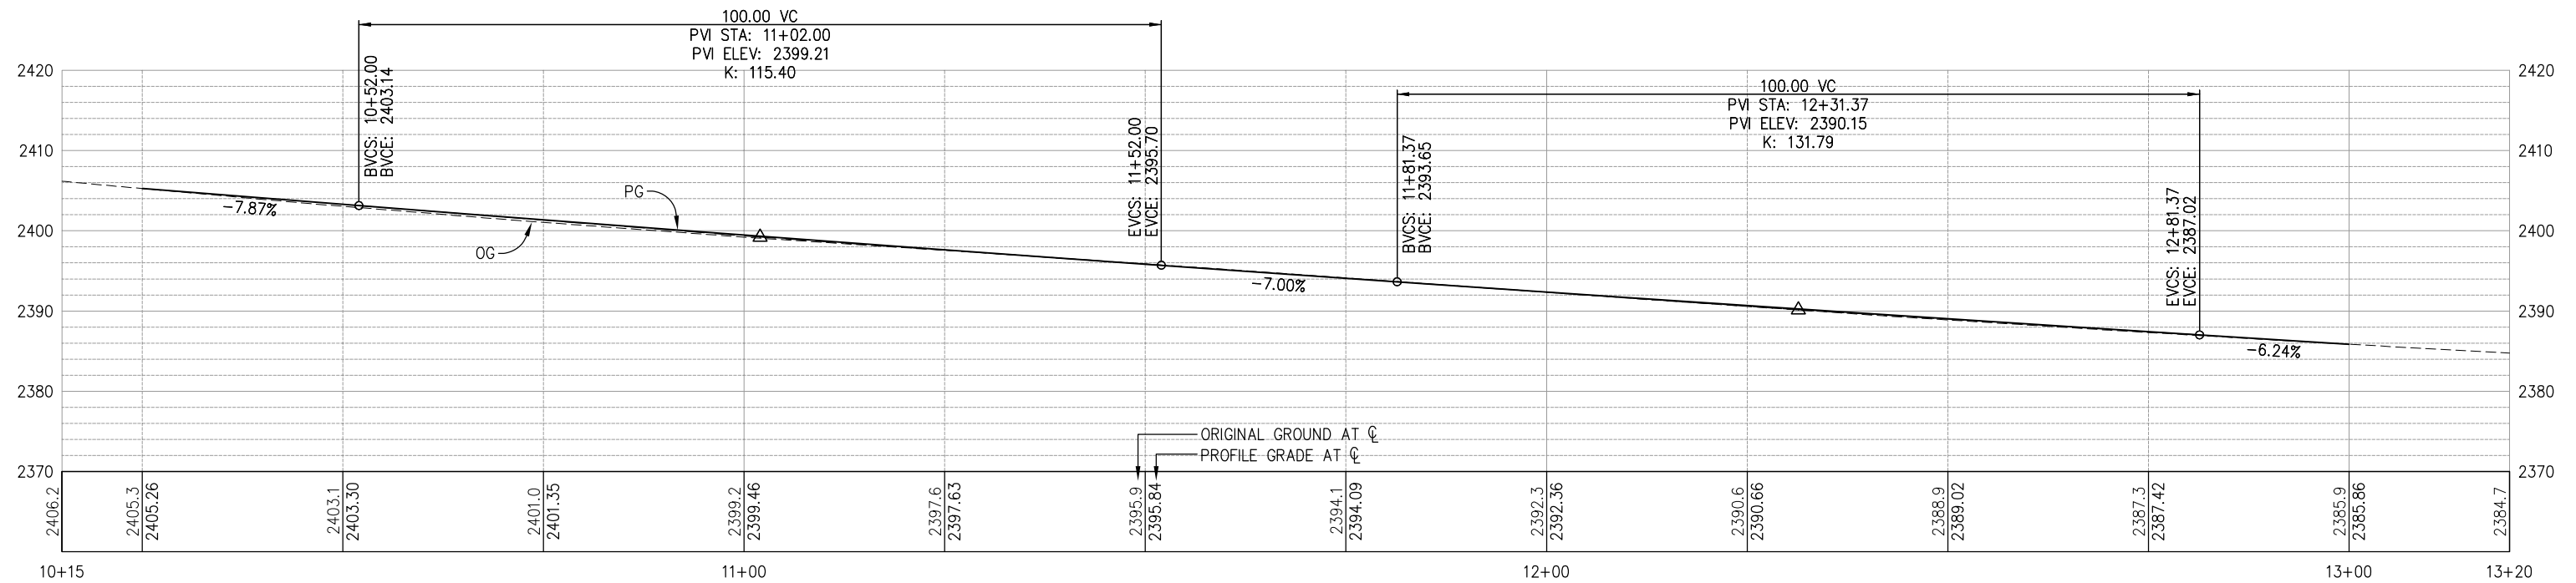 100.00 VC
PVI STA: 11+02.00
PVI ELEV: 2399.21
K: 115.40
100.00 VC
PVI STA: 12+31.37
PVI ELEV: 2390.15
K: 131.79
BVCS: 10+52.00
BVCE: 2403.14
EVCS: 11+52.00
EVCE: 2395.70
BVCS: 11+81.37
BVCE: 2393.65
EVCS: 12+81.37
EVCE: 2387.02
2420
2410
2400
2390
2380
2370
2420
2410
2400
2390
2380
2370
-7.87%
PG
OG
-7.00%
-6.24%
ORIGINAL GROUND AT ℄
PROFILE GRADE AT ℄
2406.2
2405.3
2405.26
2403.1
2403.30
2401.0
2401.35
2399.2
2399.46
2397.6
2397.63
2395.9
2395.84
2394.1
2394.09
2392.3
2392.36
2390.6
2390.66
2388.9
2389.02
2387.3
2387.42
2385.9
2385.86
2384.7
10+15
11+00
12+00
13+00
13+20